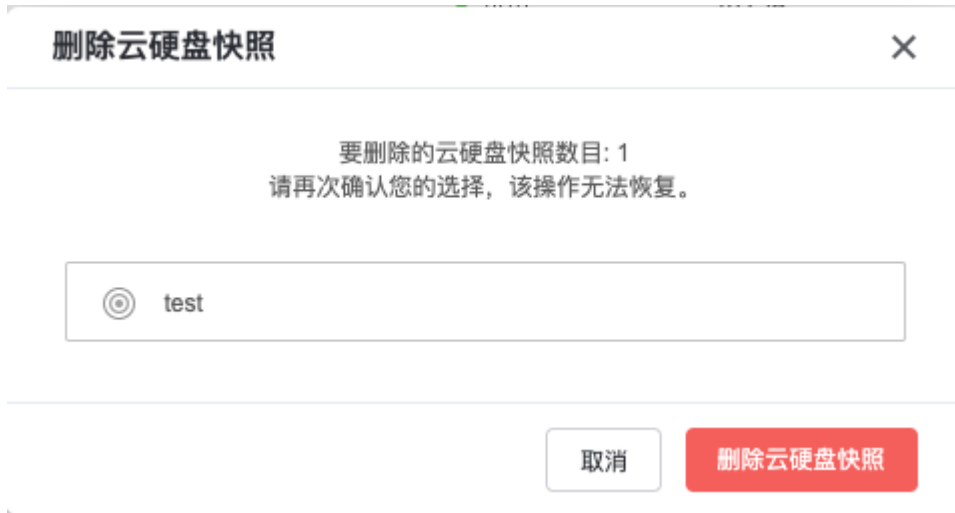 删除云硬盘快照
要删除的云硬盘快照数目: 1
请再次确认您的选择，该操作无法恢复。
test
取消
删除云硬盘快照